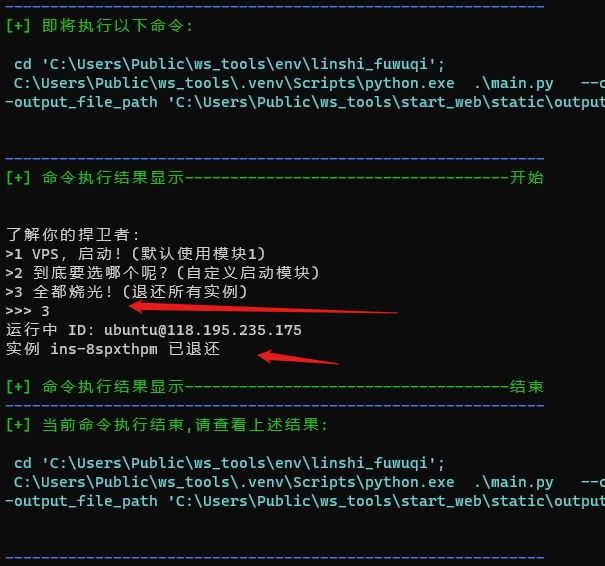 ------------------------------------------------------------
[+] 即将执行以下命令:
cd 'C:\Users\Public\ws_tools\env\linshi_fuwuqi';
C:\Users\Public\ws_tools\.venv\Scripts\python.exe .\main.py --c
-output_file_path 'C:\Users\Public\ws_tools\start_web\static\output
------------------------------------------------------------
[+] 命令执行结果显示------------------------------------开始
了解你的捍卫者:
>1 VPS, 启动! (默认使用模块1)
>2 到底要选哪个呢? (自定义启动模块)
>3 全都烧光! (退还所有实例)
>>> 3
运行中 ID: ubuntu@118.195.235.175
实例 ins-8spxthpm 已退还
[+] 命令执行结果显示------------------------------------结束
------------------------------------------------------------
[+] 当前命令执行结束,请查看上述结果:
cd 'C:\Users\Public\ws_tools\env\linshi_fuwuqi';
C:\Users\Public\ws_tools\.venv\Scripts\python.exe .\main.py --c
-output_file_path 'C:\Users\Public\ws_tools\start_web\static\output
------------------------------------------------------------